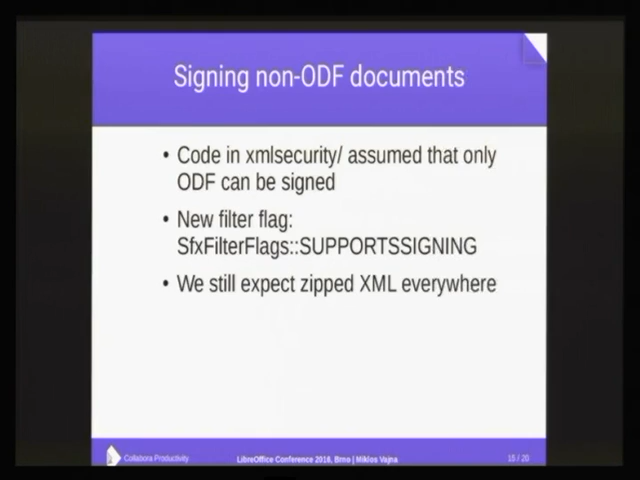 Signing non-ODF documents
• Code in xmlsecurity/ assumed that only
ODF can be signed
• New filter flag:
SfxFilterFlags::SUPPORTSSIGNING
• We still expect zipped XML everywhere
Collabora Productivity
LibreOffice Conference 2016, Brno | Miklos Vajna
15 / 20